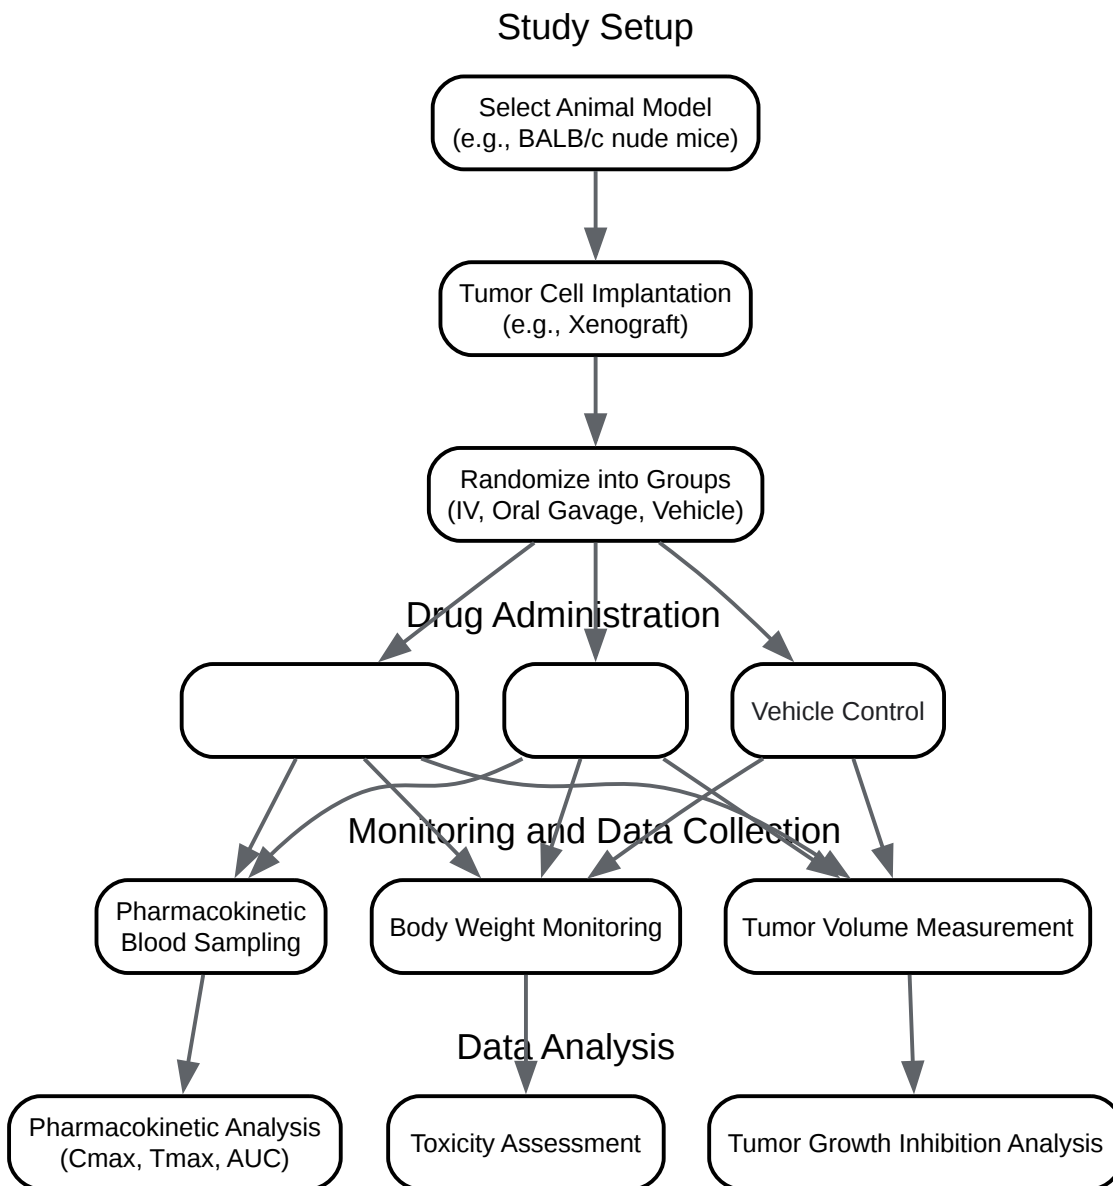 Study Setup
Select Animal Model
(e.g., BALB/c nude mice)
Tumor Cell Implantation
(e.g., Xenograft)
Randomize into Groups
(IV, Oral Gavage, Vehicle)
Drug Administration
Vehicle Control
Monitoring and Data Collection
Pharmacokinetic
Blood Sampling
Body Weight Monitoring
Tumor Volume Measurement
Data Analysis
Pharmacokinetic Analysis
(Cmax, Tmax, AUC)
Toxicity Assessment
Tumor Growth Inhibition Analysis